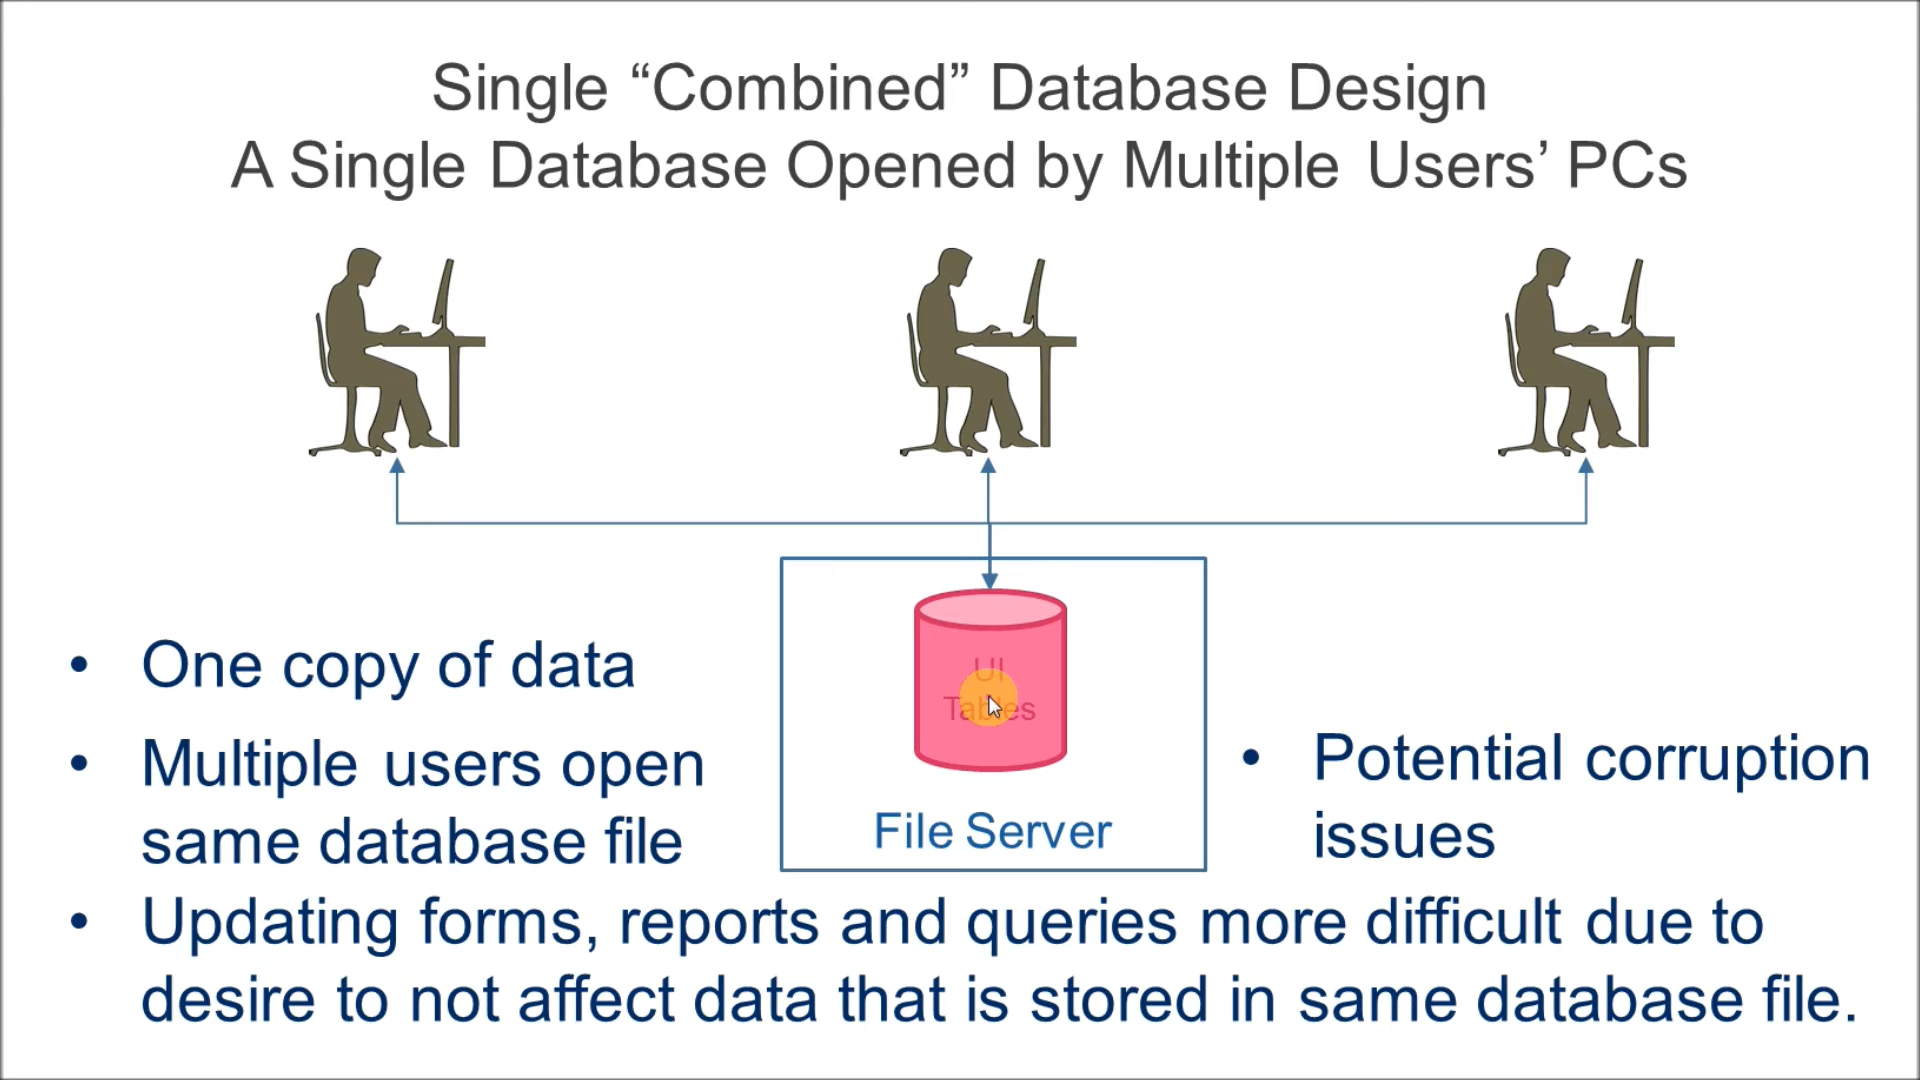 Single “Combined” Database Design
A Single Database Opened by Multiple Users’ PCs
UI
Tables
File Server
• One copy of data
• Multiple users open
same database file
• Potential corruption
issues
• Updating forms, reports and queries more difficult due to
desire to not affect data that is stored in same database file.